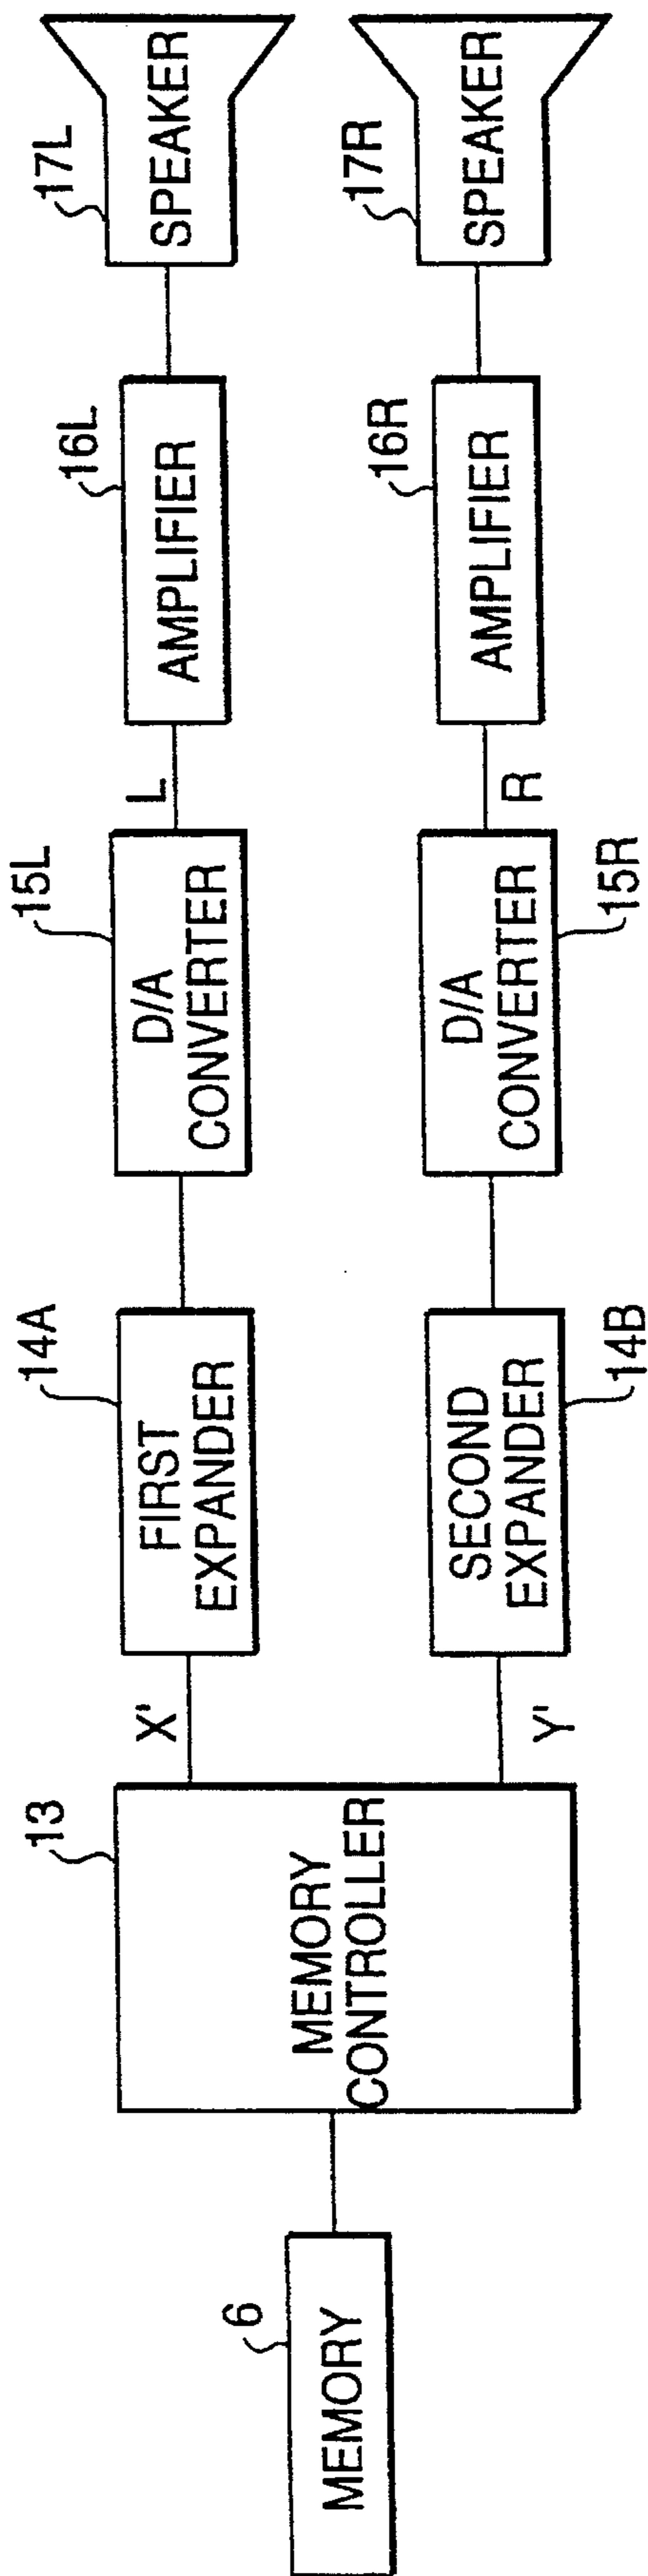 6
MEMORY
13
MEMORY
CONTROLLER
X'
Y'
14A
FIRST
EXPANDER
14B
SECOND
EXPANDER
15L
D/A
CONVERTER
15R
D/A
CONVERTER
L
R
16L
AMPLIFIER
16R
AMPLIFIER
17L
SPEAKER
17R
SPEAKER